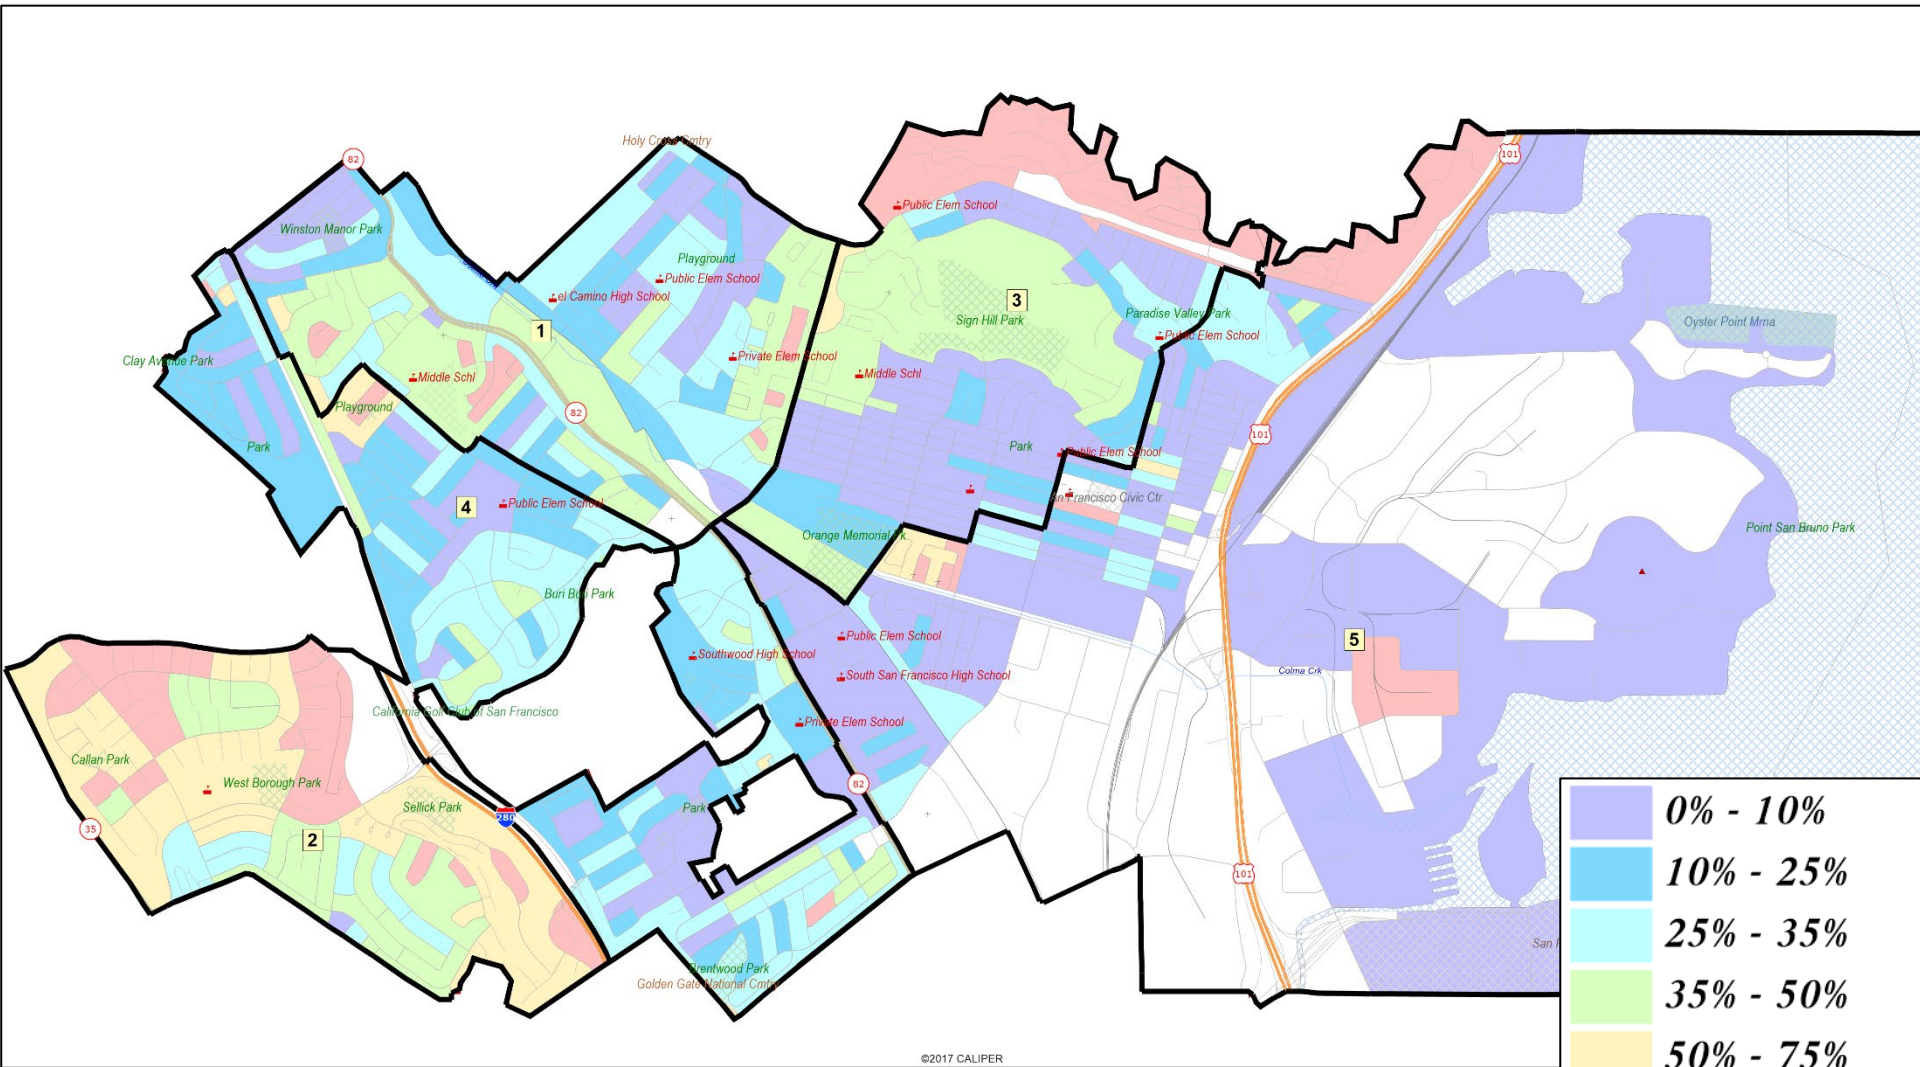 Holy Cross Cmtry
82
101
Public Elem School
Winston Manor Park
Playground
Public Elem School
el Camino High School
3
Sign Hill Park
Paradise Valley Park
Oyster Point Mrna
1
Public Elem School
Clay Avenue Park
Private Elem School
Middle Schl
Middle Schl
Playground
82
101
Park
Park
Public Elem School
4
Public Elem School
an Francisco Civic Ctr
Orange Memorial Pk
Point San Bruno Park
Buri Buri Park
Public Elem School
5
Southwood High School
South San Francisco High School
Colma Crk
California Golf Club of San Francisco
Private Elem School
Callan Park
West Borough Park
82
Sellick Park
Park
280
35
2
101
San
Brentwood Park
Golden Gate National Cmtry
0% - 10%
10% - 25%
25% - 35%
35% - 50%
50% - 75%
©2017 CALIPER